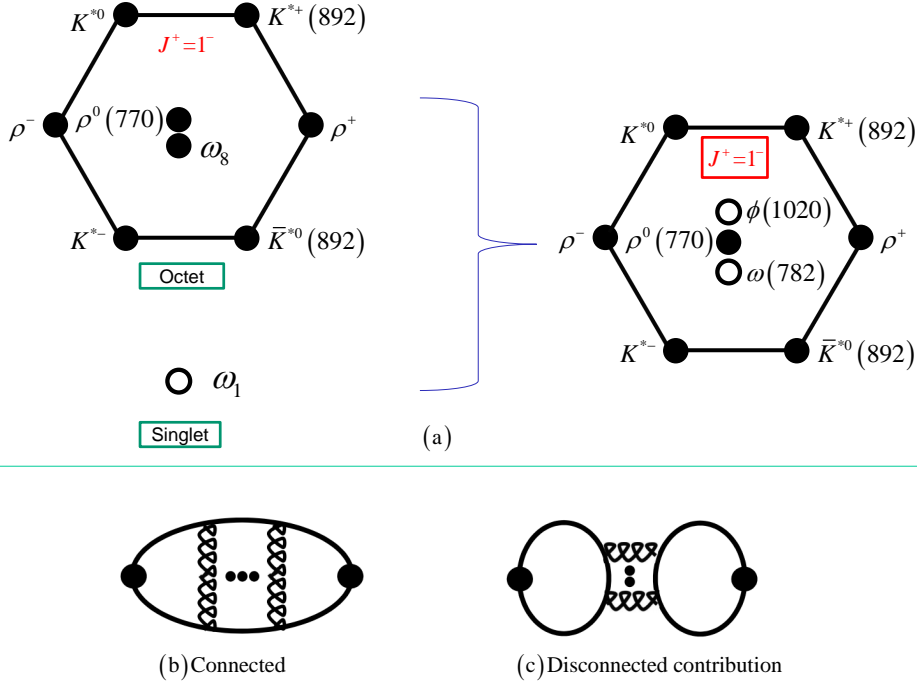 K*0 K*+(892)
J+=1−
ρ− ρ0(770) ρ+
ω8
K*− K̄*0(892)
Octet
ω1
Singlet
K*0 K*+(892)
J+=1−
ϕ(1020)
ρ− ρ0(770) ρ+
ω(782)
K*− K̄*0(892)
(a)
(b)Connected
(c)Disconnected contribution